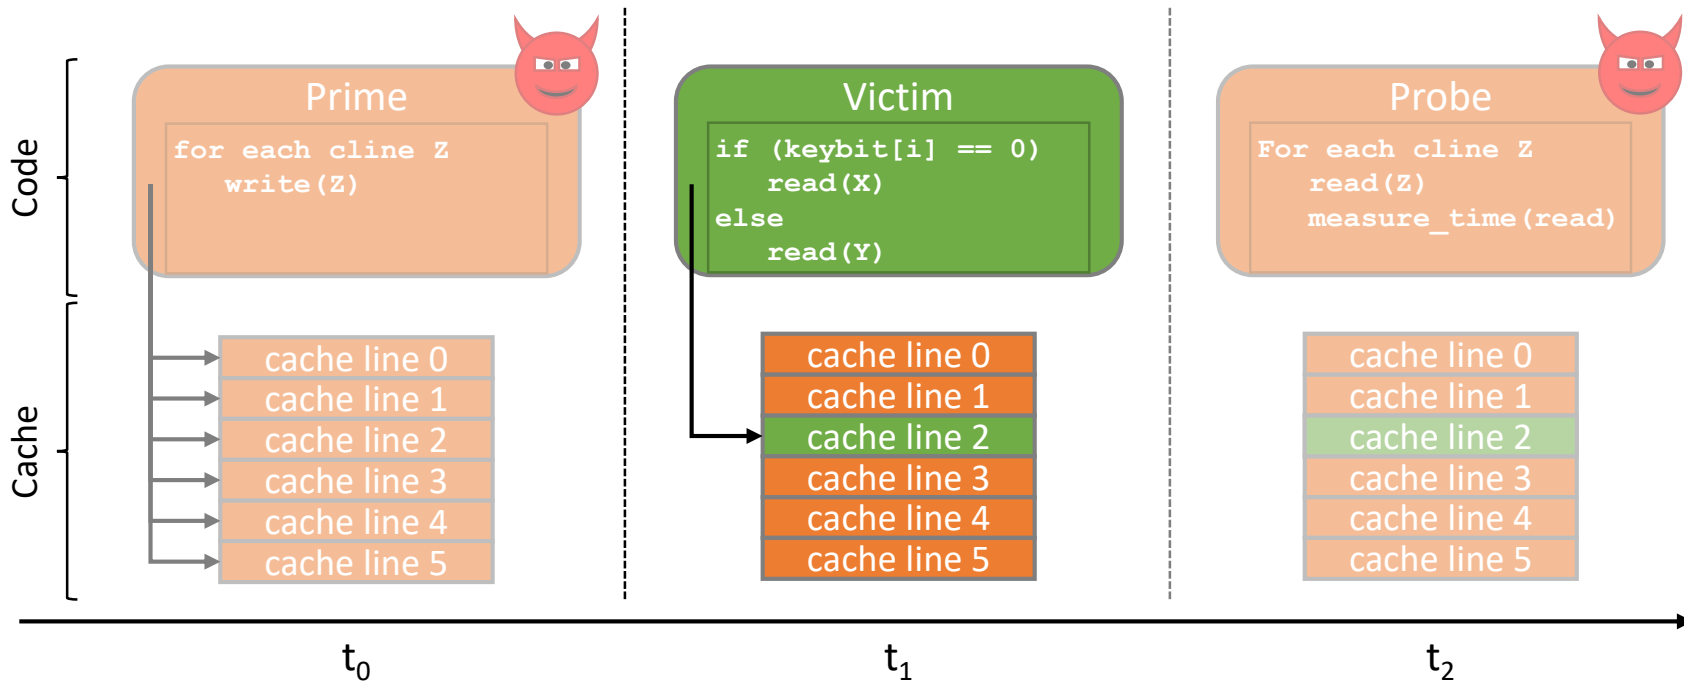 Code
Prime
for each cline Z
write(Z)
Victim
if (keybit[i] == 0)
read(X)
else
read(Y)
Probe
For each cline Z
read(Z)
measure_time(read)
Cache
cache line 0
cache line 1
cache line 2
cache line 3
cache line 4
cache line 5
cache line 0
cache line 1
cache line 2
cache line 3
cache line 4
cache line 5
cache line 0
cache line 1
cache line 2
cache line 3
cache line 4
cache line 5
t0
t1
t2